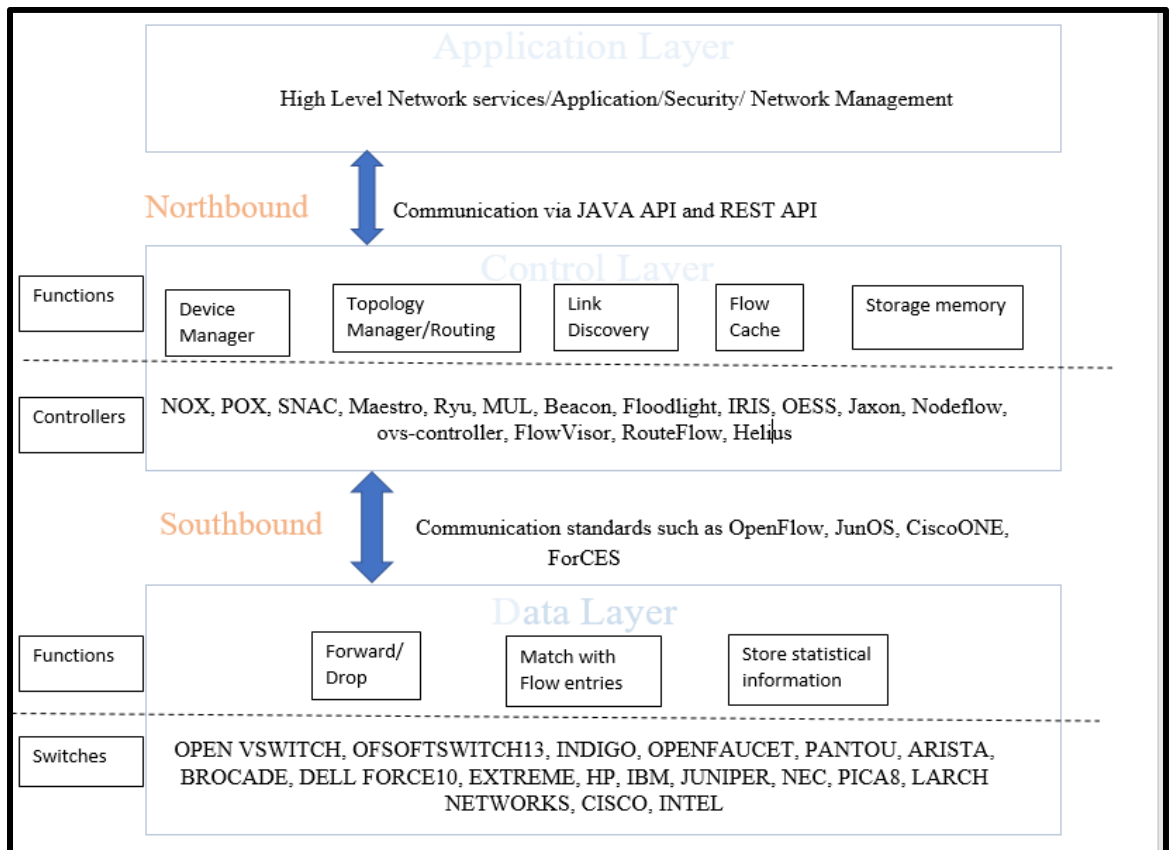 Application Layer
High Level Network services/Application/Security/ Network Management
Northbound
Communication via JAVA API and REST API
Control Layer
Functions
Device
Manager
Topology
Manager/Routing
Link
Discovery
Flow
Cache
Storage memory
Controllers
NOX, POX, SNAC, Maestro, Ryu, MUL, Beacon, Floodlight, IRIS, OESS, Jaxon, Nodeflow,
ovs-controller, FlowVisor, RouteFlow, Helius
Southbound
Communication standards such as OpenFlow, JunOS, CiscoONE,
ForCES
Data Layer
Functions
Forward/
Drop
Match with
Flow entries
Store statistical
information
Switches
OPEN VSWITCH, OFSOFTSWITCH13, INDIGO, OPENFAUCET, PANTOU, ARISTA,
BROCADE, DELL FORCE10, EXTREME, HP, IBM, JUNIPER, NEC, PICA8, LARCH
NETWORKS, CISCO, INTEL